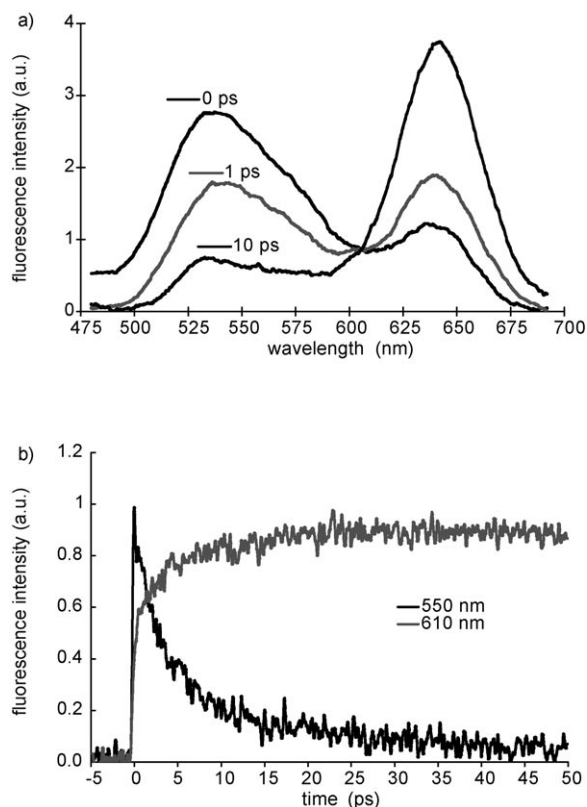 a)
fluorescence intensity (a.u.)
4
3
2
1
0
0 ps
1 ps
10 ps
475 500 525 550 575 600 625 650 675 700
wavelength (nm)
b)
fluorescence intensity (a.u.)
1.2
1
0.8
0.6
0.4
0.2
0.0
550 nm
610 nm
-5 0 5 10 15 20 25 30 35 40 45 50
time (ps)